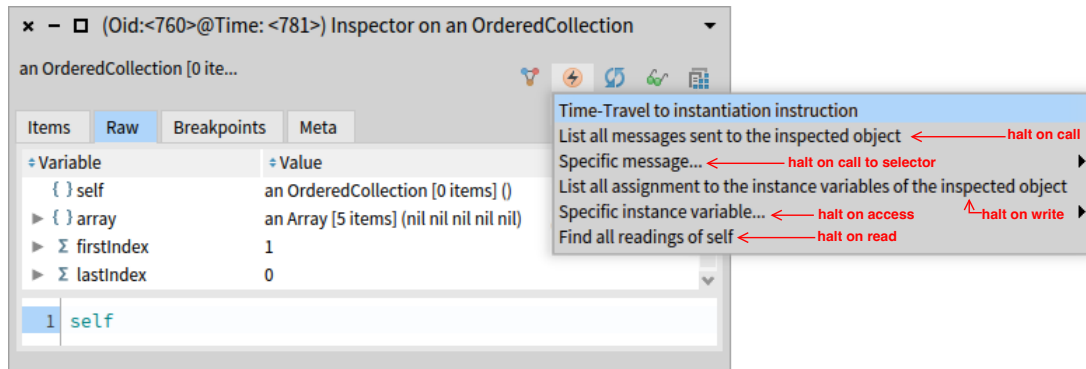 (Oid:<760>@Time: <781>) Inspector on an OrderedCollection
an OrderedCollection [0 ite...
Items Raw Breakpoints Meta
Variable Value
{ } self an OrderedCollection [0 items] ()
{ } array an Array [5 items] (nil nil nil nil nil)
Σ firstIndex 1
Σ lastIndex 0
1 self
Time-Travel to instantiation instruction
List all messages sent to the inspected object halt on call
Specific message... halt on call to selector
List all assignment to the instance variables of the inspected object
Specific instance variable... halt on access halt on write
Find all readings of self halt on read